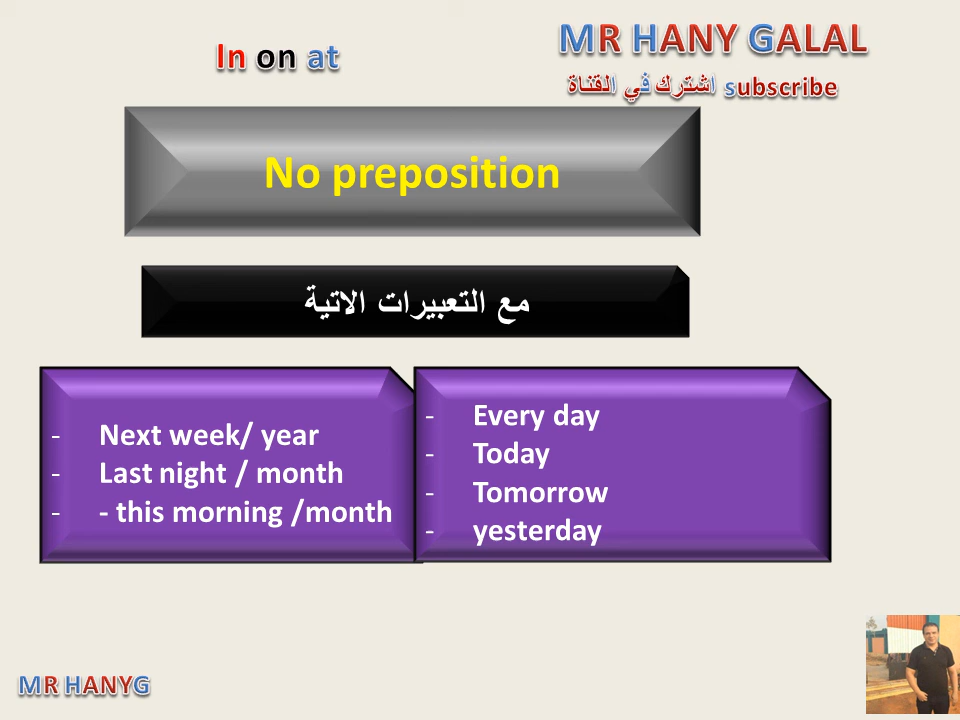 In on at
MR HANY GALAL
اشترك في القناة subscribe
No preposition
مع التعبيرات الاتية
- Next week/ year
- Last night / month
- - this morning /month
- Every day
- Today
- Tomorrow
- yesterday
MR HANYG